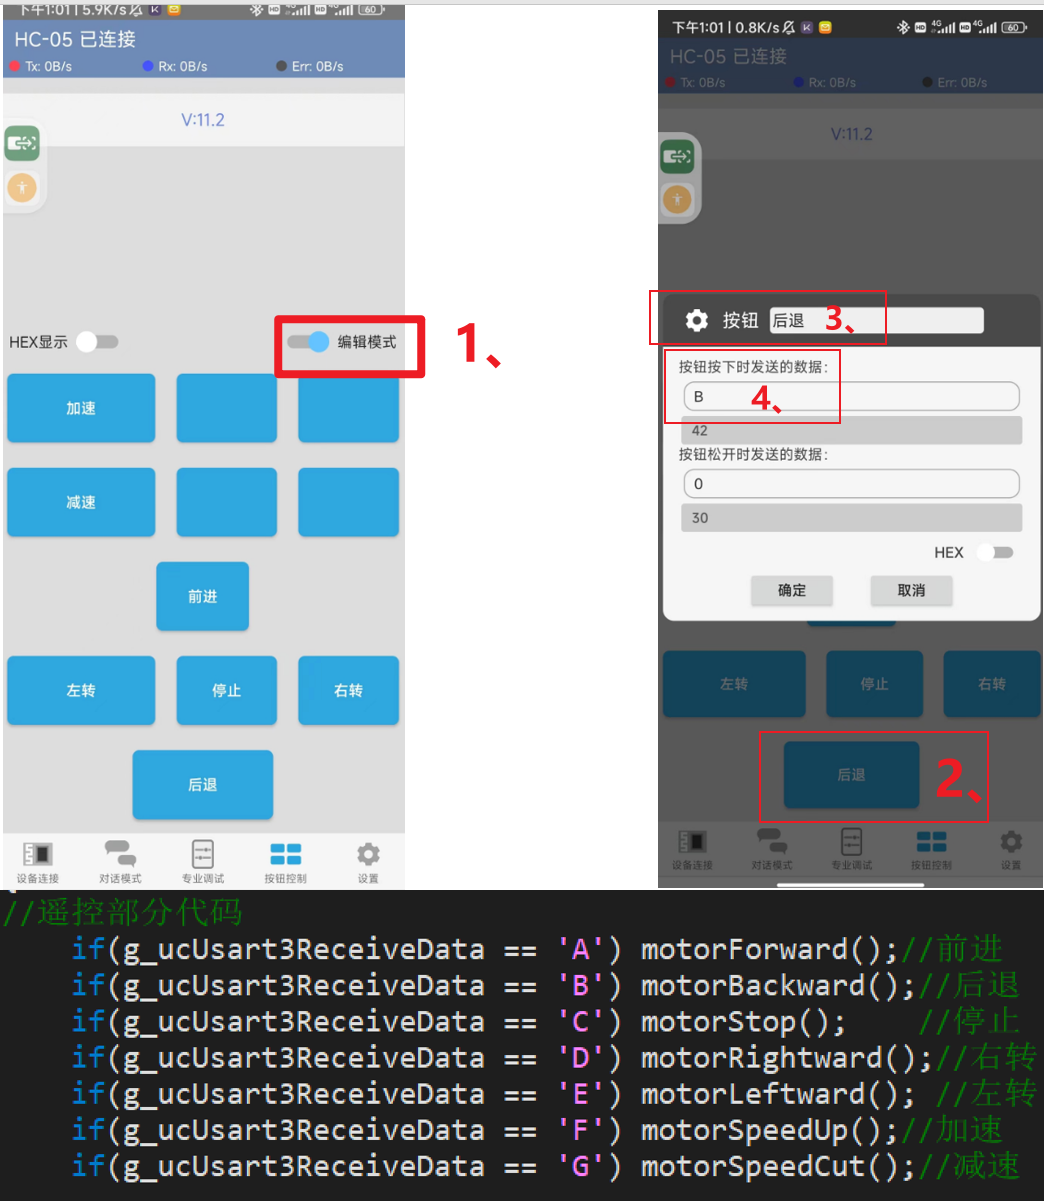 下午1:01 | 5.9K/s
HC-05 已连接
Tx: 0B/s Rx: 0B/s Err: 0B/s
V:11.2
HEX显示 编辑模式
1、
加速
减速
前进
左转 停止 右转
后退
设备连接 对话模式 专业调试 按钮控制 设置
下午1:01 | 0.8K/s 4G 4G 60
HC-05 已连接
Tx: 0B/s Rx: 0B/s Err: 0B/s
V:11.2
按钮 后退 3、
按钮按下时发送的数据:
B 4、
42
按钮松开时发送的数据:
0
30
HEX
确定 取消
左转 停止 右转
后退 2、
设备连接 对话模式 专业调试 按钮控制 设置
//遥控部分代码
if(g_ucUsart3ReceiveData == 'A') motorForward();//前进
if(g_ucUsart3ReceiveData == 'B') motorBackward();//后退
if(g_ucUsart3ReceiveData == 'C') motorStop(); //停止
if(g_ucUsart3ReceiveData == 'D') motorRightward();//右转
if(g_ucUsart3ReceiveData == 'E') motorLeftward(); //左转
if(g_ucUsart3ReceiveData == 'F') motorSpeedUp();//加速
if(g_ucUsart3ReceiveData == 'G') motorSpeedCut();//减速